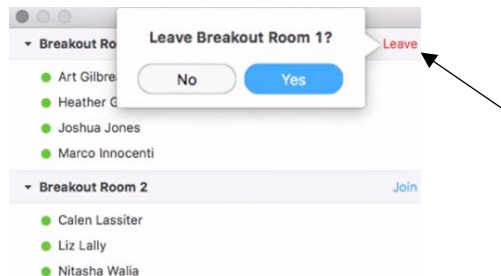 Leave Breakout Room 1?
No Yes
Breakout Leave
Art
Heather
Joshua Jones
Marco Innocenti
Breakout Room 2 Join
Calen Lassiter
Liz Lally
Nitasha Walia